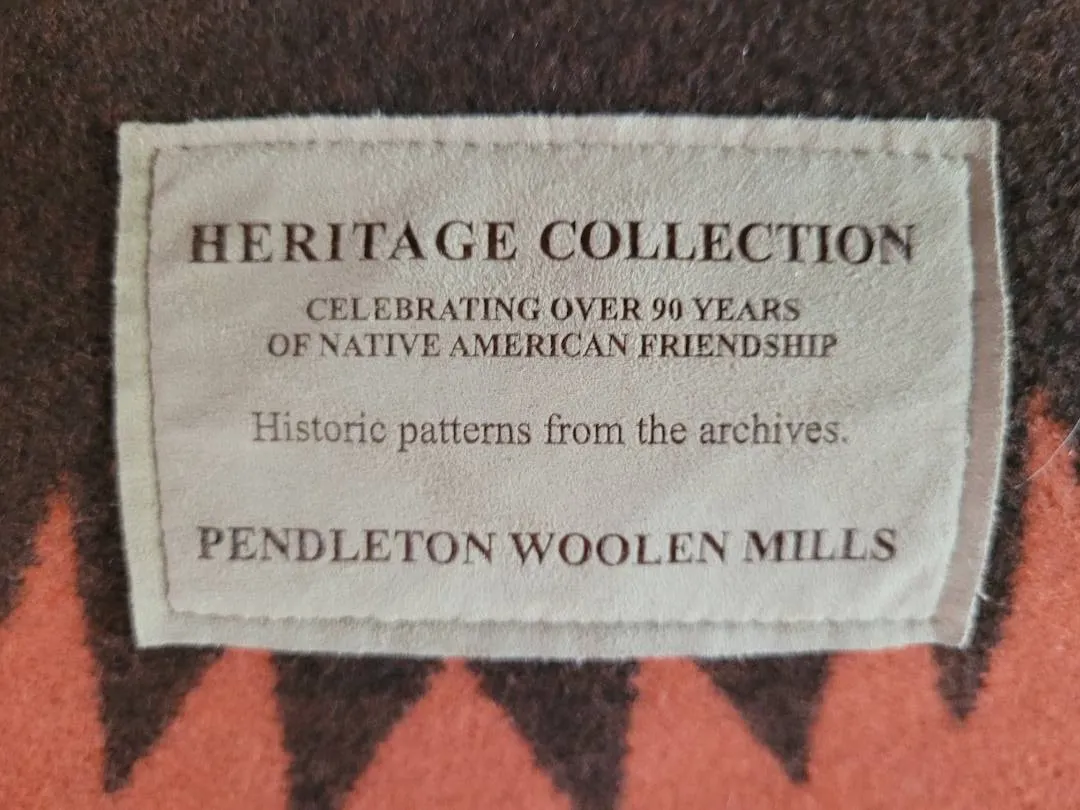 HERITAGE COLLECTION
CELEBRATING OVER 90 YEARS
OF NATIVE AMERICAN FRIENDSHIP
Historic patterns from the archives.
PENDLETON WOOLEN MILLS